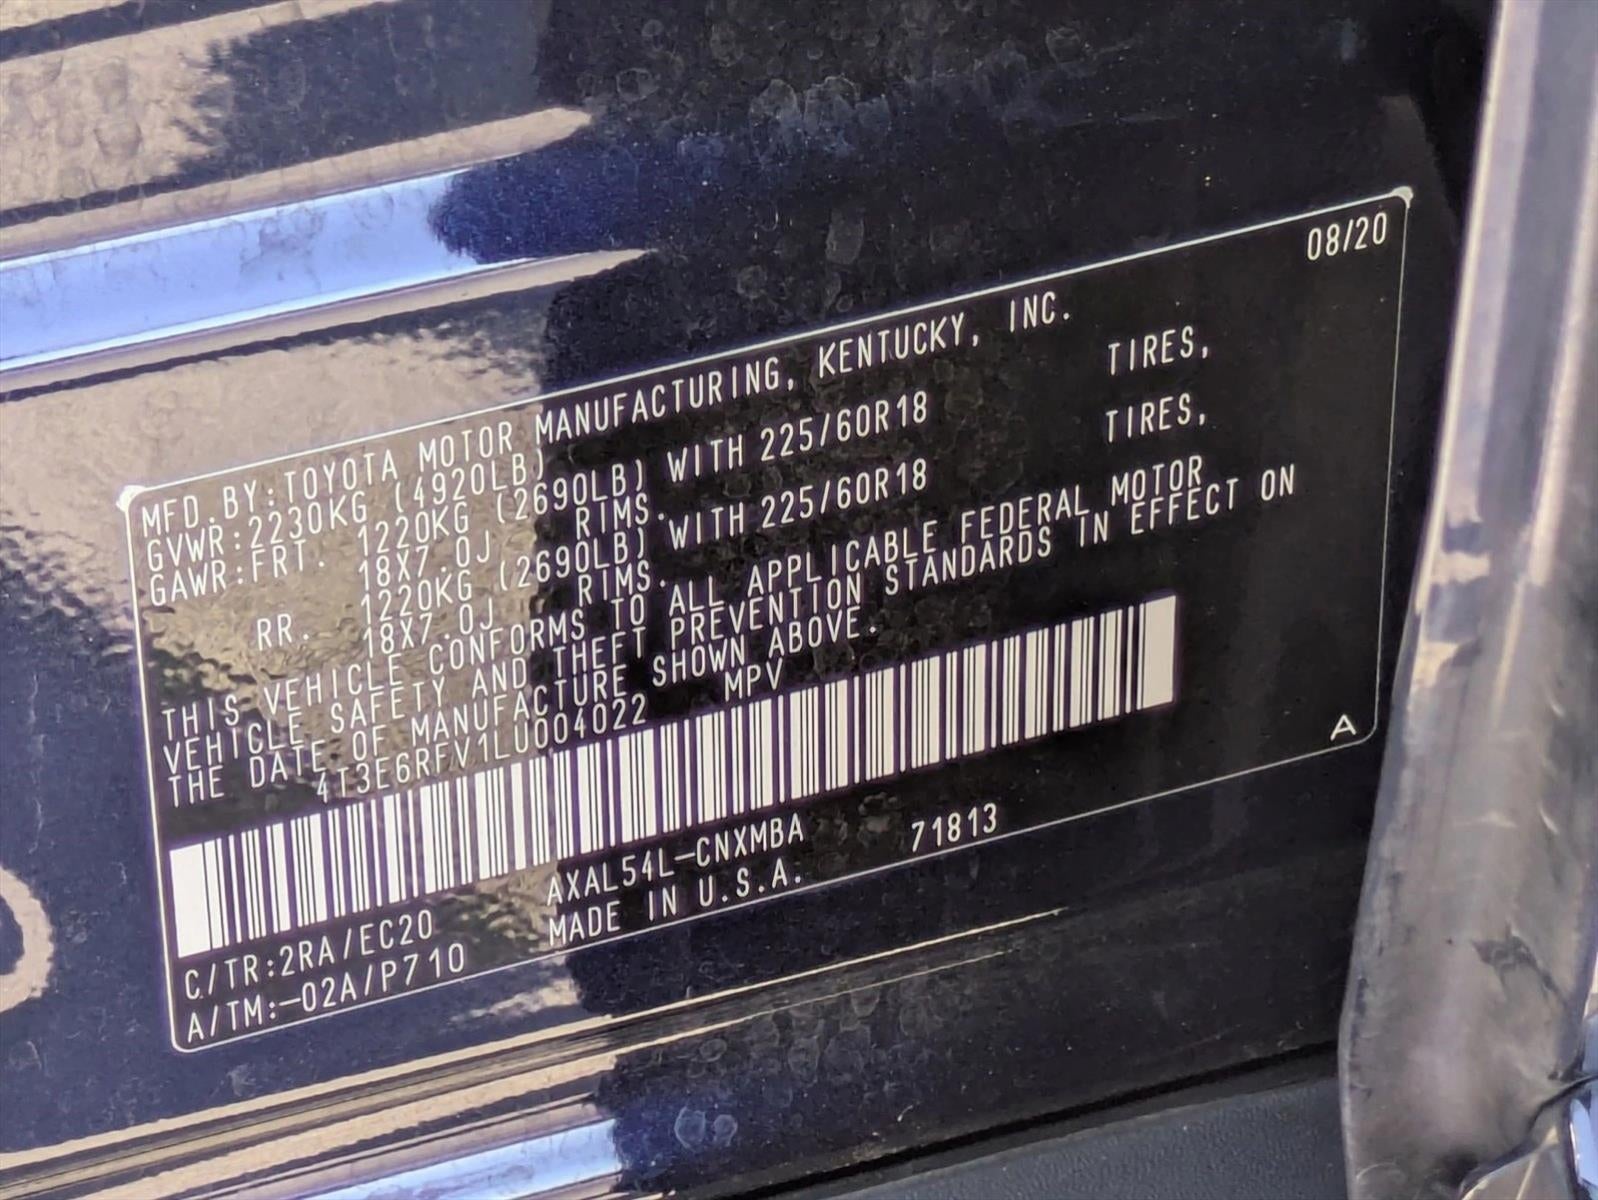 08/20
MFD.BY:TOYOTA MOTOR MANUFACTURING, KENTUCKY, INC.
GVWR:2230KG (4920LB)
GAWR:FRT. 1220KG (2690LB) WITH 225/60R18 TIRES,
18X7.0J RIMS.
RR. 1220KG (2690LB) WITH 225/60R18 TIRES,
18X7.0J RIMS.
THIS VEHICLE CONFORMS TO ALL APPLICABLE FEDERAL MOTOR
VEHICLE SAFETY AND THEFT PREVENTION STANDARDS IN EFFECT ON
THE DATE OF MANUFACTURE SHOWN ABOVE.
4T3E6RFV1LU004022 MPV
A
C/TR:2RA/EC20 AXAL54L-CNXMBA 71813
A/TM:-02A/P710 MADE IN U.S.A.